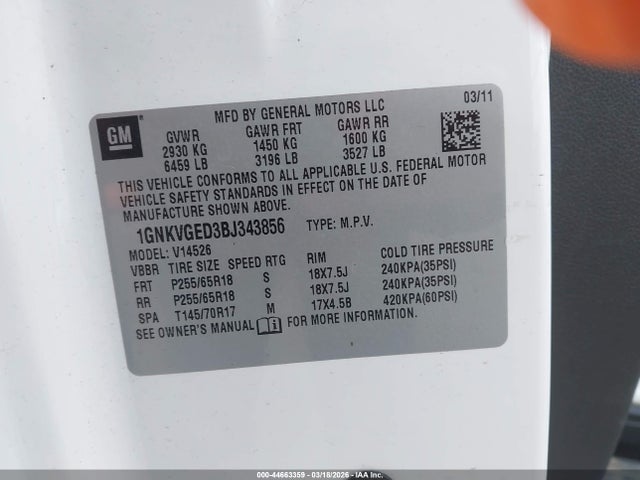 GM
MFD BY GENERAL MOTORS LLC 03/11
GVWR GAWR FRT GAWR RR
2930 KG 1450 KG 1600 KG
6459 LB 3196 LB 3527 LB
THIS VEHICLE CONFORMS TO ALL APPLICABLE U.S. FEDERAL MOTOR
VEHICLE SAFETY STANDARDS IN EFFECT ON THE DATE OF
MANUFACTURE SHOWN ABOVE.
1GNKVGED3BJ343856 TYPE: M.P.V.
MODEL: V14526
VBBR TIRE SIZE SPEED RTG RIM COLD TIRE PRESSURE
FRT P255/65R18 S 18X7.5J 240KPA(35PSI)
RR P255/65R18 S 18X7.5J 240KPA(35PSI)
SPA T145/70R17 M 17X4.5B 420KPA(60PSI)
SEE OWNER'S MANUAL i FOR MORE INFORMATION.
000-44663359 | 03/18/2026 - IAA Inc.